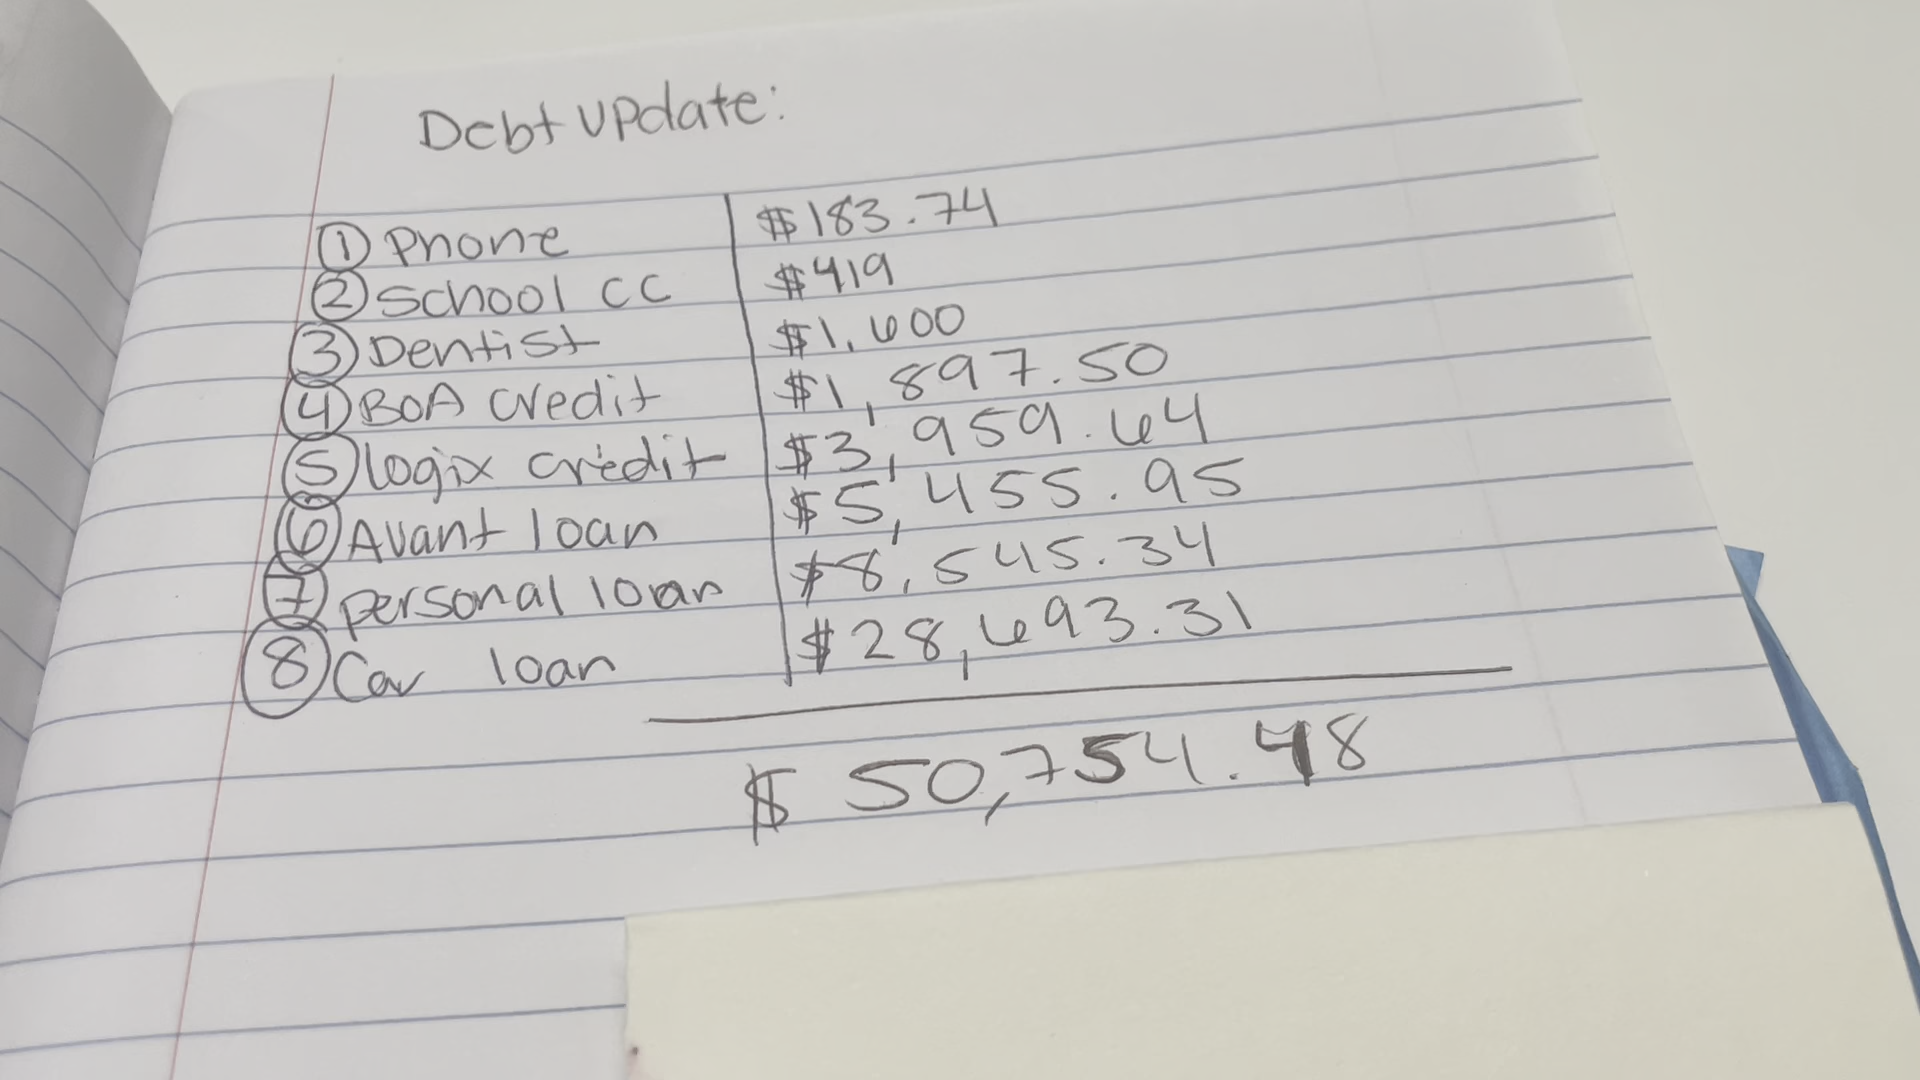 Debt update:
① Phone $183.74
② School CC $419
③ Dentist $1,600
④ BOA credit $1,897.50
⑤ logix credit $3,959.64
⑥ Avant loan $5,455.95
⑦ personal loan $8,545.34
⑧ Car loan $28,693.31
$50,754.48